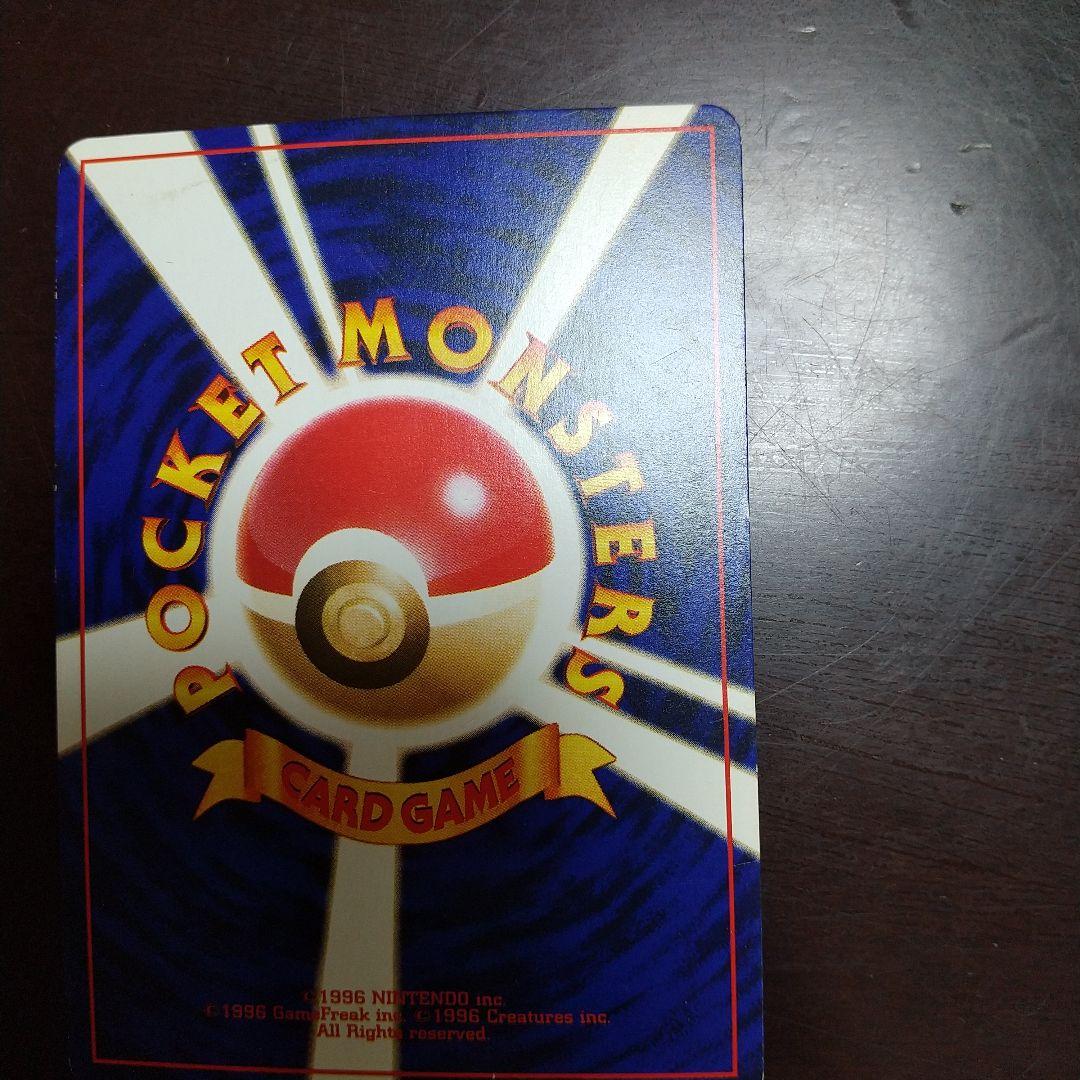 POCKET MONSTERS
CARD GAME
©1996 NINTENDO inc.
©1996 GameFreak inc. ©1996 Creatures inc.
All Rights reserved.